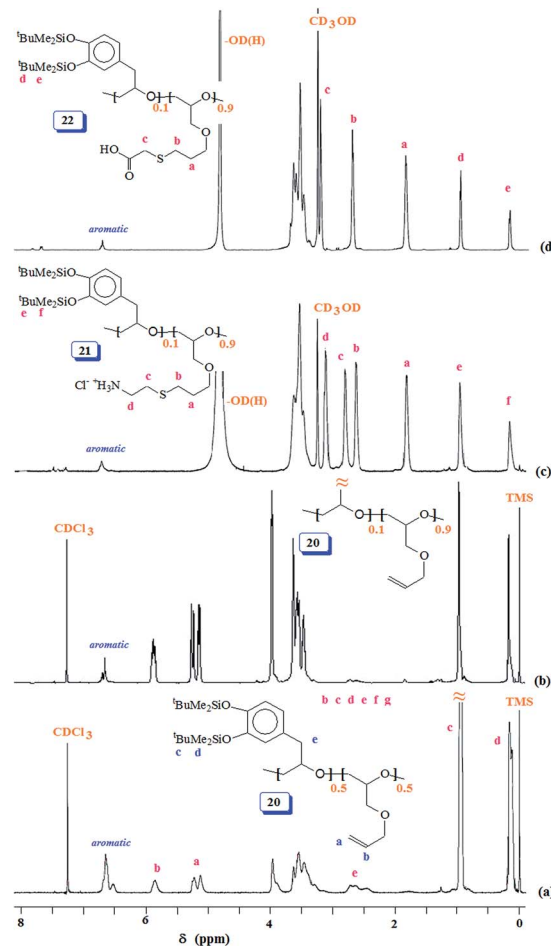 ᵗBuMe₂SiO
ᵗBuMe₂SiO
d e
O
0.1
O
0.9
O
22
HO
O
S
c
b
a
-OD(H)
CD₃OD
c
b
a
d
e
aromatic
(d)
ᵗBuMe₂SiO
ᵗBuMe₂SiO
e f
O
0.1
O
0.9
O
21
Cl⁻ ⁺H₃N
S
d
c
b
a
-OD(H)
CD₃OD
d
c
b
a
e
f
aromatic
(c)
≈
O
0.1
O
0.9
O
20
CDCl₃
TMS
aromatic
(b)
b c d e f g
ᵗBuMe₂SiO
ᵗBuMe₂SiO
c d
e
O
0.5
O
0.5
O
20
a
b
CDCl₃
≈
TMS
c
d
aromatic
b
a
e
(a)
8 6 4 2 0
δ (ppm)